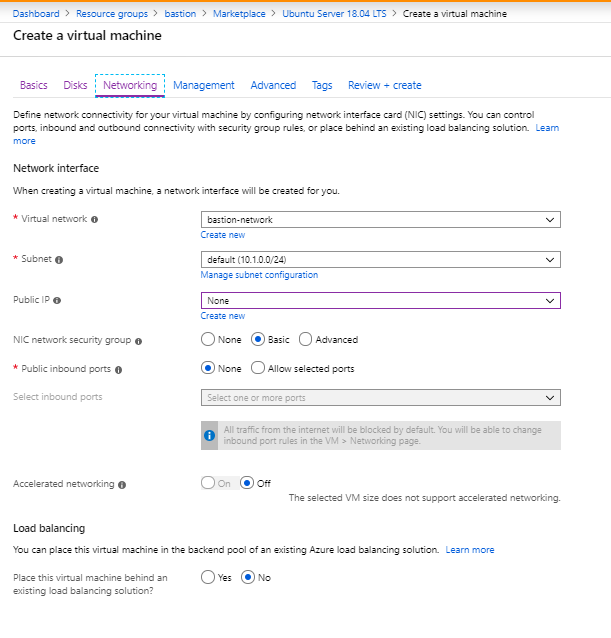 Dashboard > Resource groups > bastion > Marketplace > Ubuntu Server 18.04 LTS > Create a virtual machine
Create a virtual machine
Basics Disks Networking Management Advanced Tags Review + create
Define network connectivity for your virtual machine by configuring network interface card (NIC) settings. You can control
ports, inbound and outbound connectivity with security group rules, or place behind an existing load balancing solution. Learn
more
Network interface
When creating a virtual machine, a network interface will be created for you.
* Virtual network bastion-network
Create new
* Subnet default (10.1.0.0/24)
Manage subnet configuration
Public IP None
Create new
NIC network security group None Basic Advanced
* Public inbound ports None Allow selected ports
Select inbound ports Select one or more ports
All traffic from the internet will be blocked by default. You will be able to change
inbound port rules in the VM > Networking page.
Accelerated networking On Off
The selected VM size does not support accelerated networking.
Load balancing
You can place this virtual machine in the backend pool of an existing Azure load balancing solution. Learn more
Place this virtual machine behind an Yes No
existing load balancing solution?